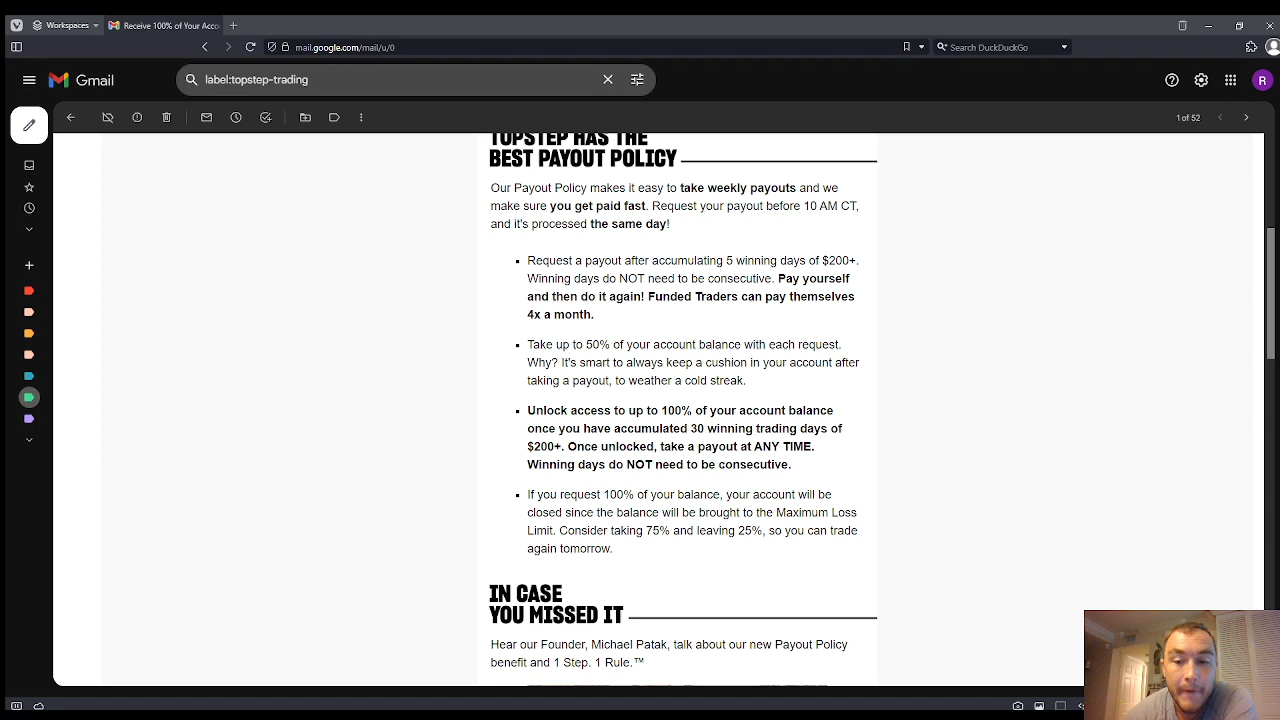 Workspaces
Receive 100% of Your Acco
mail.google.com/mail/u/0
Search DuckDuckGo
Gmail
label:topstep-trading
R
1 of 52
TOPSTEP HAS THE
BEST PAYOUT POLICY
Our Payout Policy makes it easy to take weekly payouts and we
make sure you get paid fast. Request your payout before 10 AM CT,
and it's processed the same day!
▪ Request a payout after accumulating 5 winning days of $200+.
Winning days do NOT need to be consecutive. Pay yourself
and then do it again! Funded Traders can pay themselves
4x a month.
▪ Take up to 50% of your account balance with each request.
Why? It's smart to always keep a cushion in your account after
taking a payout, to weather a cold streak.
▪ Unlock access to up to 100% of your account balance
once you have accumulated 30 winning trading days of
$200+. Once unlocked, take a payout at ANY TIME.
Winning days do NOT need to be consecutive.
▪ If you request 100% of your balance, your account will be
closed since the balance will be brought to the Maximum Loss
Limit. Consider taking 75% and leaving 25%, so you can trade
again tomorrow.
IN CASE
YOU MISSED IT
Hear our Founder, Michael Patak, talk about our new Payout Policy
benefit and 1 Step. 1 Rule.™